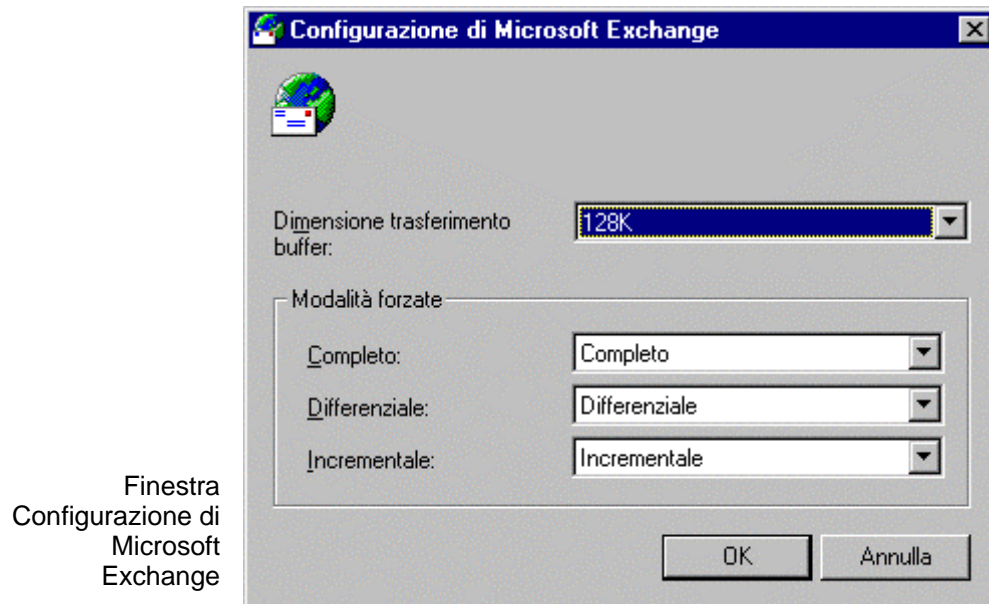 Configurazione di Microsoft Exchange
Dimensione trasferimento
buffer:
128K
Modalità forzate
Completo:
Completo
Differenziale:
Differenziale
Incrementale:
Incrementale
OK
Annulla
Finestra
Configurazione di
Microsoft
Exchange